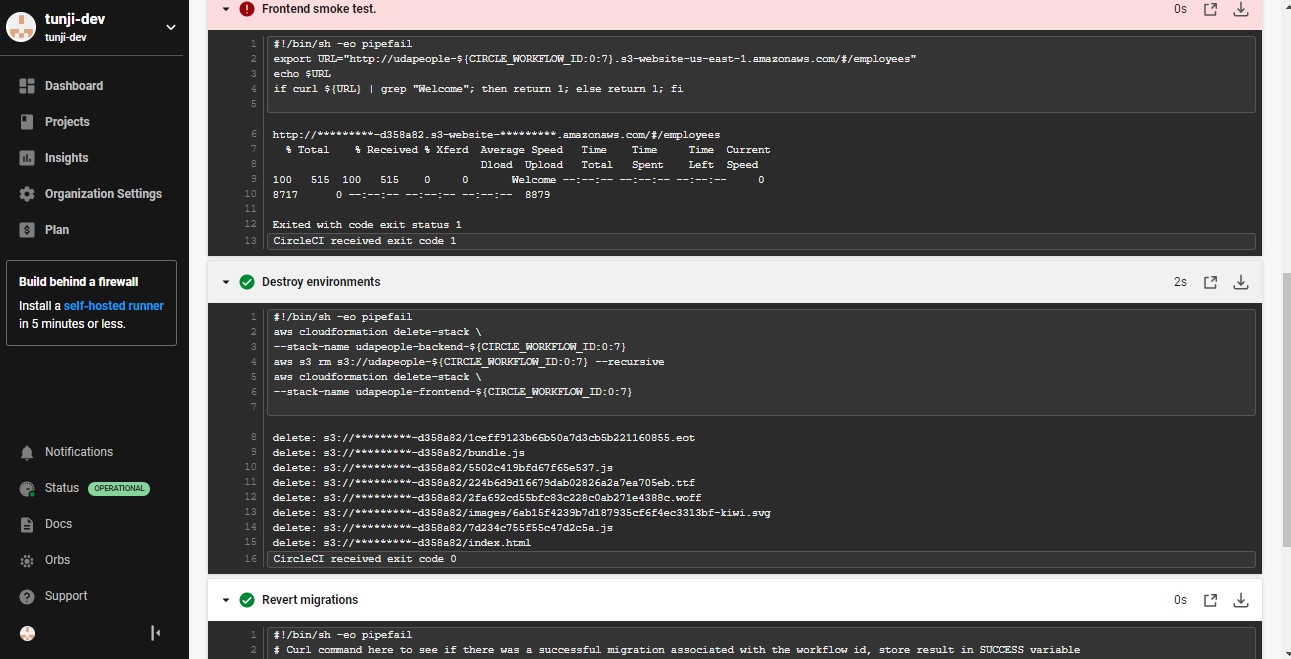 tunji-dev
tunji-dev
Dashboard
Projects
Insights
Organization Settings
Plan
Build behind a firewall
Install a self-hosted runner
in 5 minutes or less.
Notifications
Status OPERATIONAL
Docs
Orbs
Support
Frontend smoke test. 0s
1 #!/bin/sh -eo pipefail
2 export URL="http://udapeople-${CIRCLE_WORKFLOW_ID:0:7}.s3-website-us-east-1.amazonaws.com/#/employees"
3 echo $URL
4 if curl ${URL} | grep "Welcome"; then return 1; else return 1; fi
5
6 http://*********-d358a82.s3-website-*********.amazonaws.com/#/employees
7 % Total % Received % Xferd Average Speed Time Time Time Current
8 Dload Upload Total Spent Left Speed
9 100 515 100 515 0 0 Welcome --:--:-- --:--:-- --:--:-- 0
10 8717 0 --:--:-- --:--:-- --:--:-- 8879
11
12 Exited with code exit status 1
13 CircleCI received exit code 1
Destroy environments 2s
1 #!/bin/sh -eo pipefail
2 aws cloudformation delete-stack \
3 --stack-name udapeople-backend-${CIRCLE_WORKFLOW_ID:0:7}
4 aws s3 rm s3://udapeople-${CIRCLE_WORKFLOW_ID:0:7} --recursive
5 aws cloudformation delete-stack \
6 --stack-name udapeople-frontend-${CIRCLE_WORKFLOW_ID:0:7}
7
8 delete: s3://*********-d358a82/1ceff9123b66b50a7d3cb5b221160855.eot
9 delete: s3://*********-d358a82/bundle.js
10 delete: s3://*********-d358a82/5502c419bfd67f65e537.js
11 delete: s3://*********-d358a82/224b6d9d16679dab02826a2a7ea705eb.ttf
12 delete: s3://*********-d358a82/2fa692cd55bfc83c228c0ab271e4388c.woff
13 delete: s3://*********-d358a82/images/6ab15f4239b7d187935cf6f4ec3313bf-kiwi.svg
14 delete: s3://*********-d358a82/7d234c755f55c47d2c5a.js
15 delete: s3://*********-d358a82/index.html
16 CircleCI received exit code 0
Revert migrations 0s
1 #!/bin/sh -eo pipefail
2 # Curl command here to see if there was a successful migration associated with the workflow id, store result in SUCCESS variable